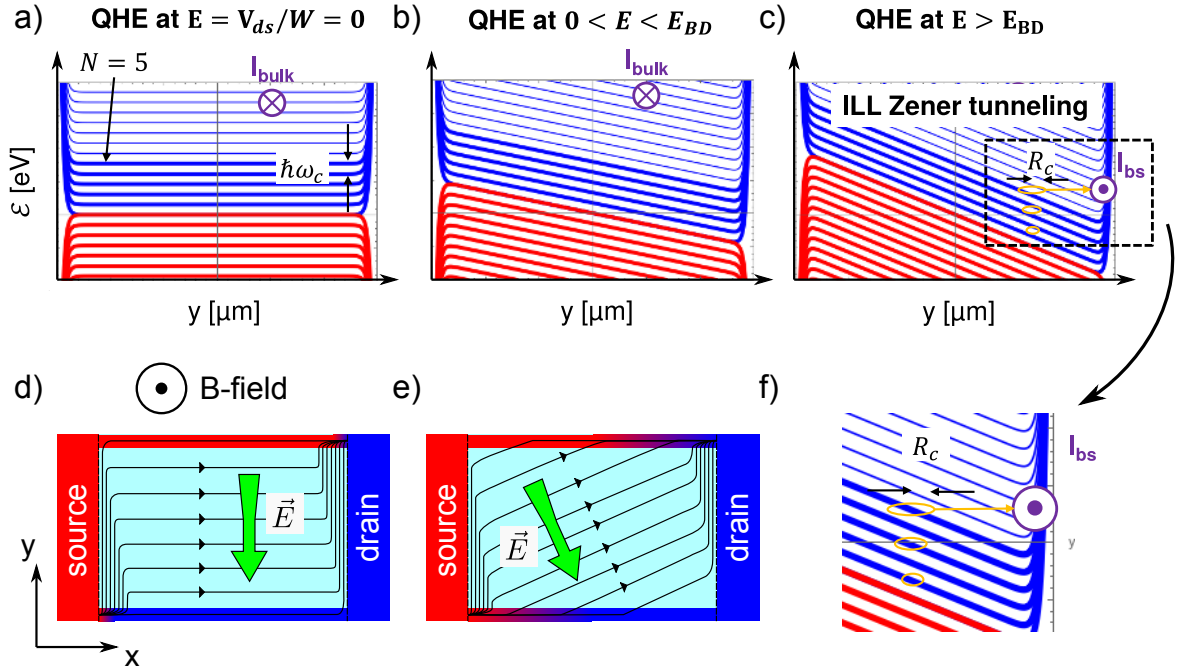 a) QHE at E = V_ds/W = 0
N = 5
I_bulk
ℏω_c
ε [eV]
y [μm]
b) QHE at 0 < E < E_BD
I_bulk
y [μm]
c) QHE at E > E_BD
ILL Zener tunneling
R_c
I_bs
y [μm]
d) B-field
source
E⃗
drain
y
x
e)
source
E⃗
drain
f)
R_c
I_bs
y